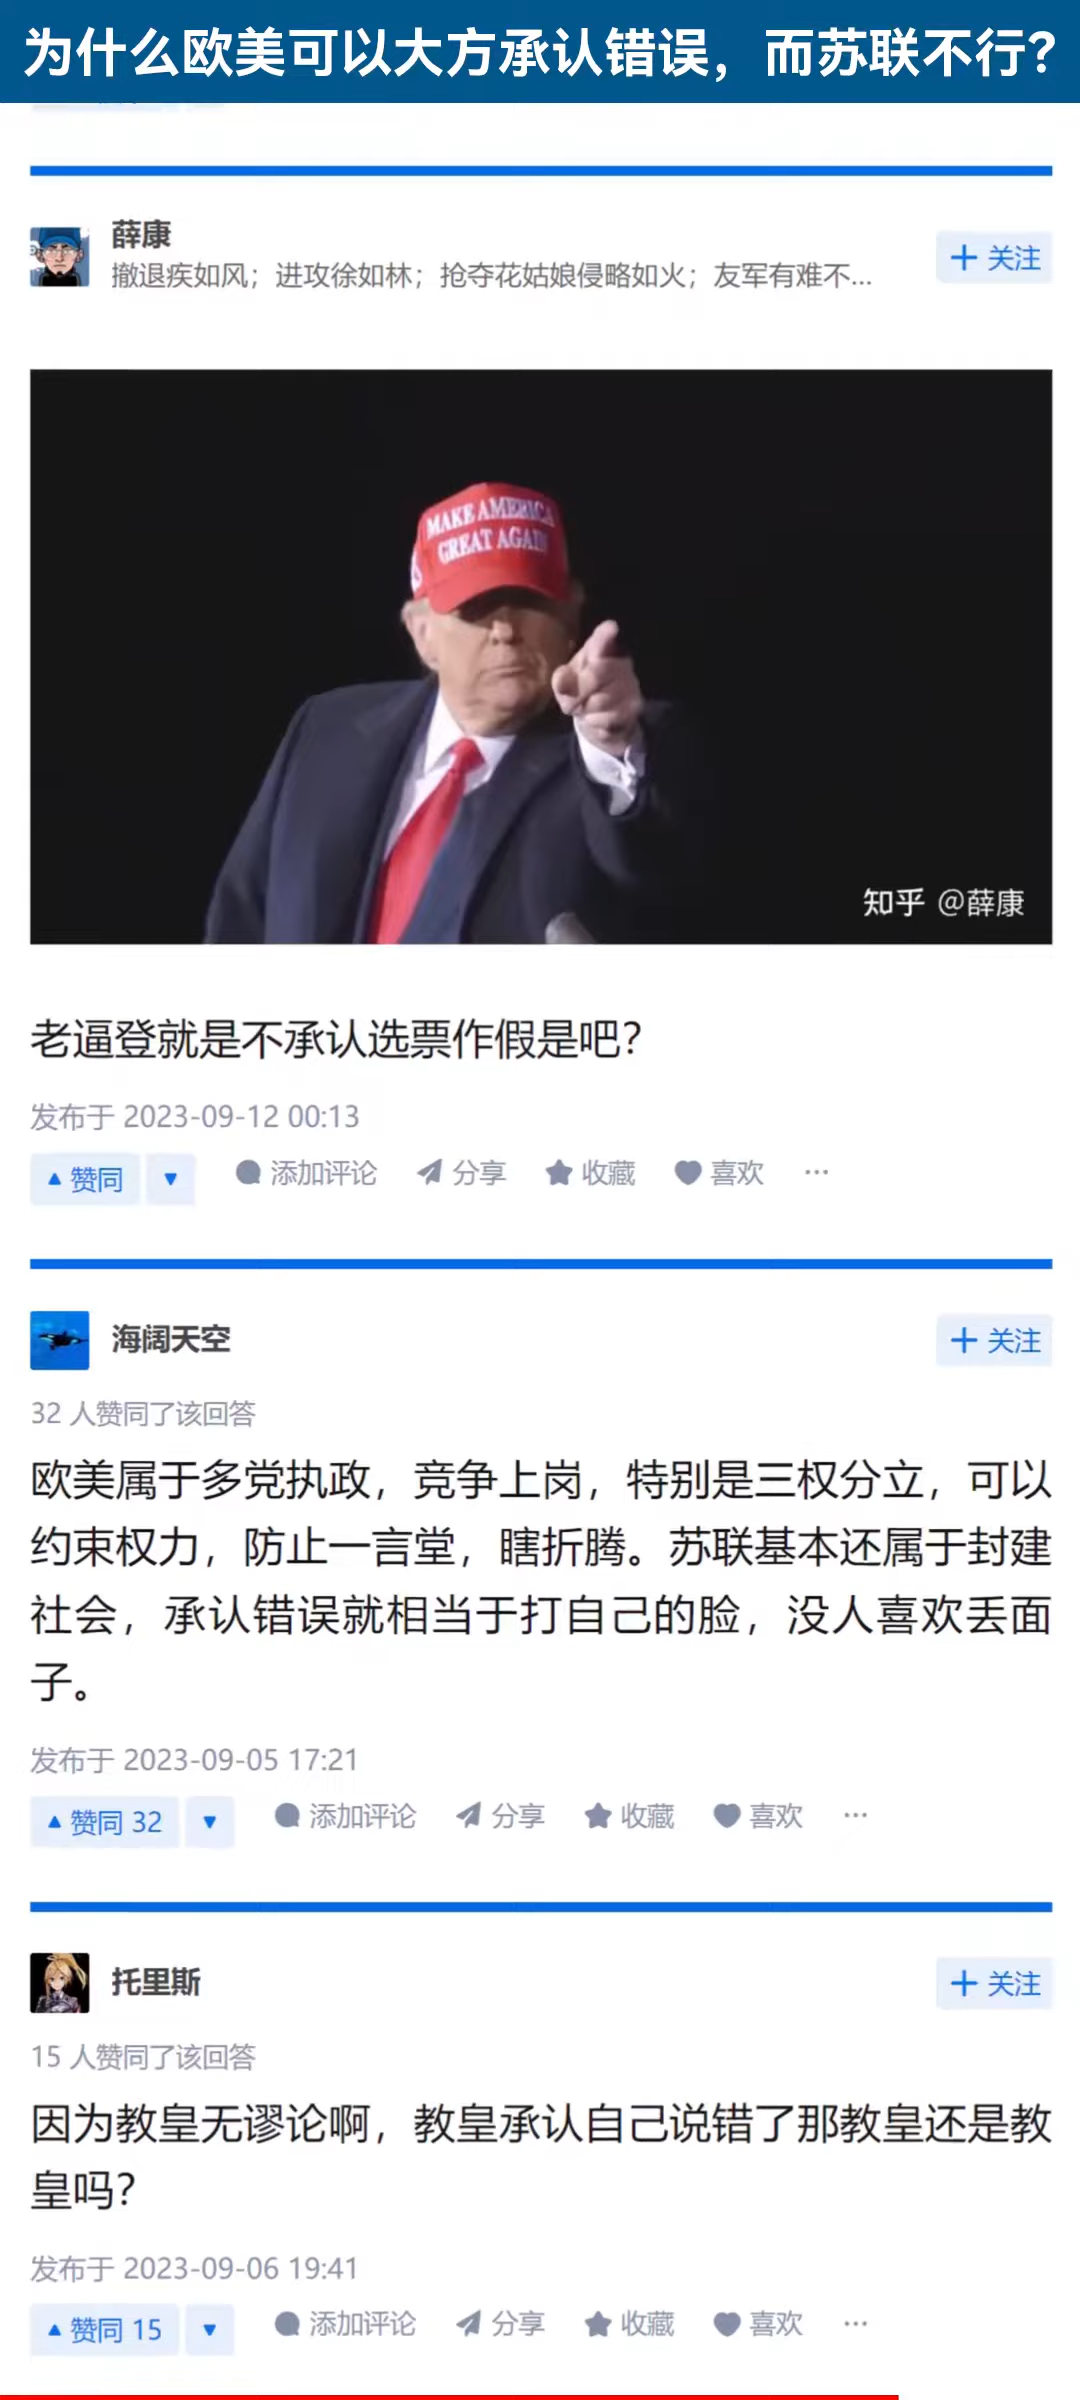 为什么欧美可以大方承认错误，而苏联不行？
薛康
撤退疾如风；进攻徐如林；抢夺花姑娘侵略如火；友军有难不...
+ 关注
MAKE AMERICA
GREAT AGAIN
知乎 @薛康
老逼登就是不承认选票作假是吧？
发布于 2023-09-12 00:13
赞同
添加评论
分享
收藏
喜欢
海阔天空
+ 关注
32 人赞同了该回答
欧美属于多党执政，竞争上岗，特别是三权分立，可以
约束权力，防止一言堂，瞎折腾。苏联基本还属于封建
社会，承认错误就相当于打自己的脸，没人喜欢丢面
子。
发布于 2023-09-05 17:21
赞同 32
添加评论
分享
收藏
喜欢
托里斯
+ 关注
15 人赞同了该回答
因为教皇无谬论啊，教皇承认自己说错了那教皇还是教
皇吗？
发布于 2023-09-06 19:41
赞同 15
添加评论
分享
收藏
喜欢